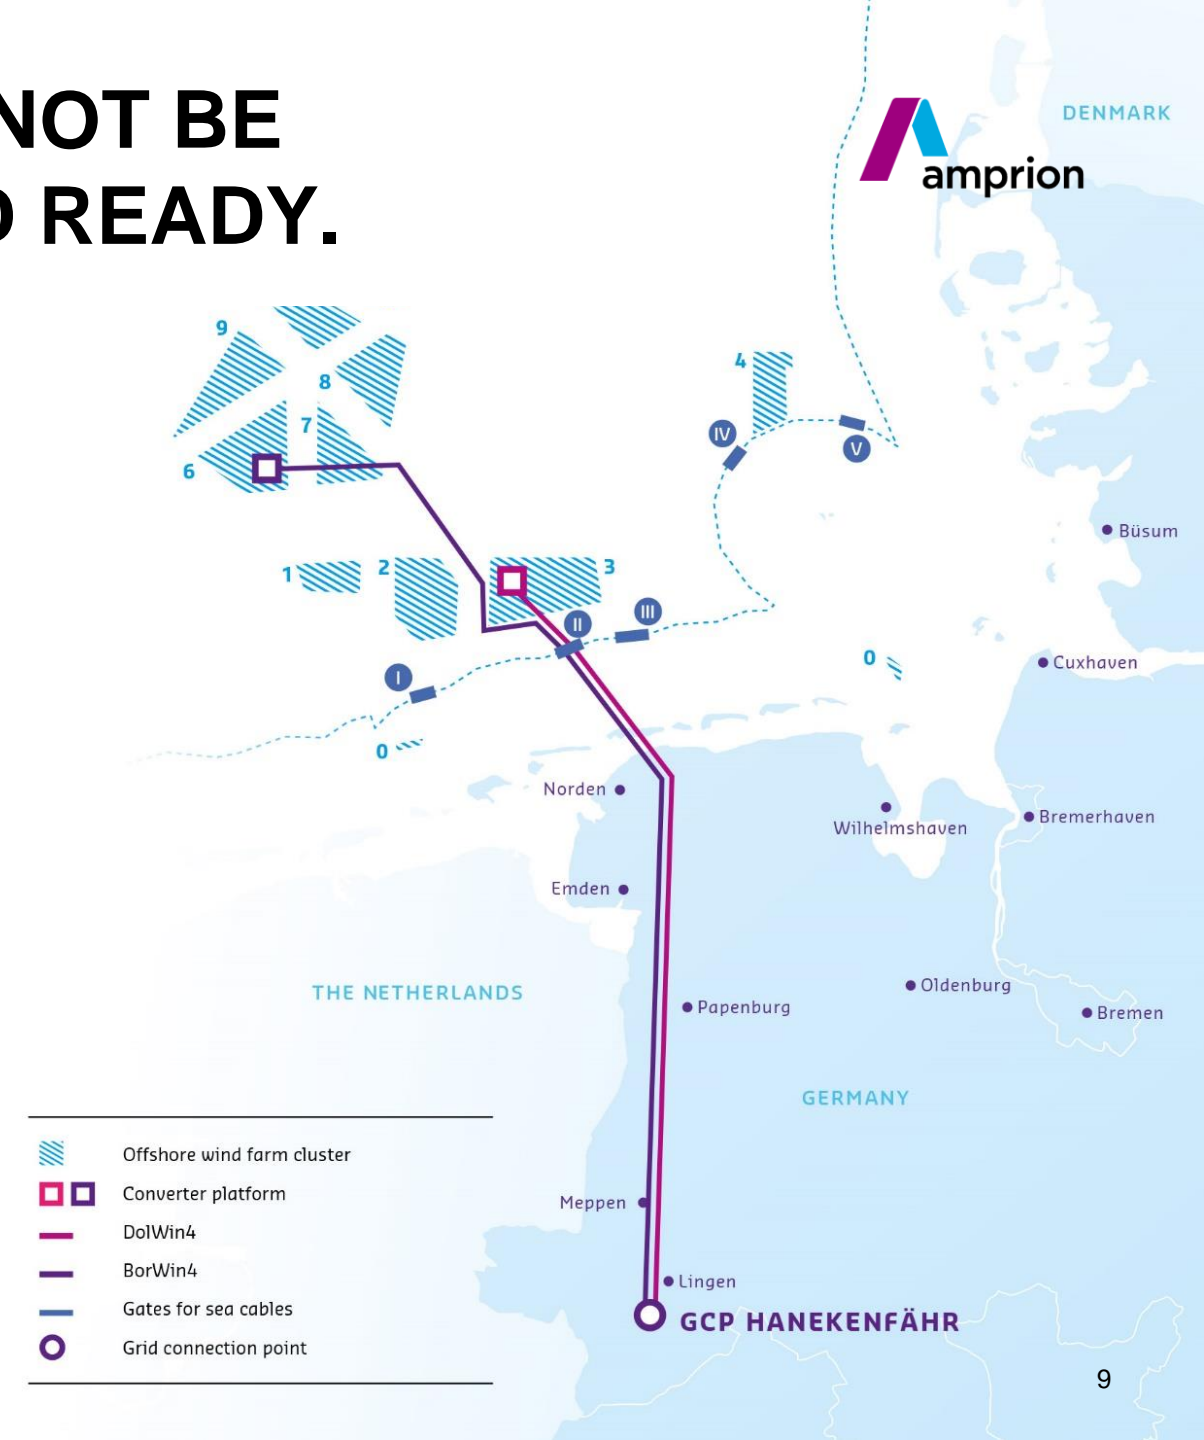 NOT BE
READY.
amprion
DENMARK
9
8
7
6
4
IV
V
Büsum
1
2
3
III
II
I
0
Cuxhaven
0
Norden
Wilhelmshaven
Bremerhaven
Emden
THE NETHERLANDS
Oldenburg
Papenburg
Bremen
GERMANY
Offshore wind farm cluster
Converter platform
DolWin4
BorWin4
Gates for sea cables
Grid connection point
Meppen
Lingen
GCP HANEKENFÄHR
9